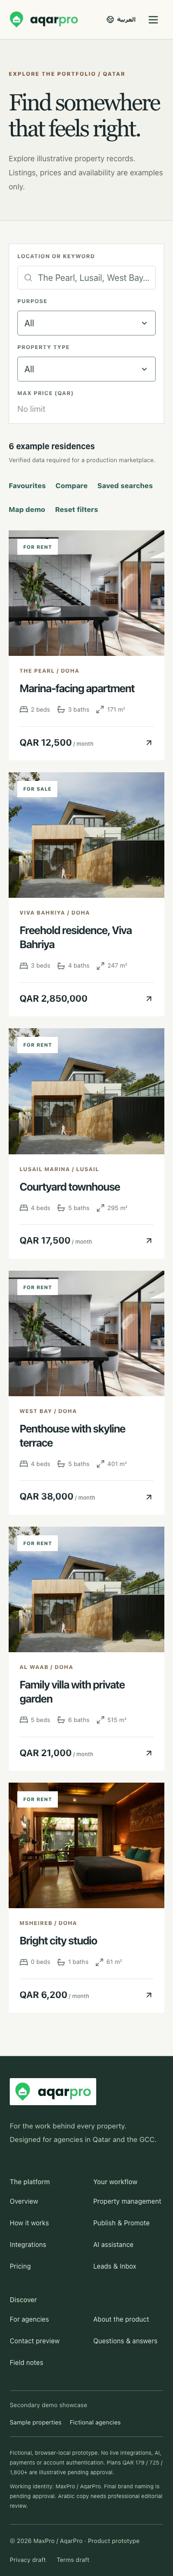 aqarpro
العربية
EXPLORE THE PORTFOLIO / QATAR
Find somewhere
that feels right.
Explore illustrative property records.
Listings, prices and availability are examples
only.
LOCATION OR KEYWORD
The Pearl, Lusail, West Bay...
PURPOSE
All
PROPERTY TYPE
All
MAX PRICE (QAR)
No limit
6 example residences
Verified data required for a production marketplace.
Favourites Compare Saved searches
Map demo Reset filters
FOR RENT
THE PEARL / DOHA
Marina-facing apartment
2 beds 3 baths 171 m²
QAR 12,500 / month
FOR SALE
VIVA BAHRIYA / DOHA
Freehold residence, Viva
Bahriya
3 beds 4 baths 247 m²
QAR 2,850,000
FOR RENT
LUSAIL MARINA / LUSAIL
Courtyard townhouse
4 beds 5 baths 295 m²
QAR 17,500 / month
FOR RENT
WEST BAY / DOHA
Penthouse with skyline
terrace
4 beds 5 baths 401 m²
QAR 38,000 / month
FOR RENT
AL WAAB / DOHA
Family villa with private
garden
5 beds 6 baths 515 m²
QAR 21,000 / month
FOR RENT
MSHEIREB / DOHA
Bright city studio
0 beds 1 baths 61 m²
QAR 6,200 / month
aqarpro
For the work behind every property.
Designed for agencies in Qatar and the GCC.
The platform
Overview
How it works
Integrations
Pricing
Your workflow
Property management
Publish & Promote
AI assistance
Leads & Inbox
Discover
For agencies
About the product
Contact preview
Questions & answers
Field notes
Secondary demo showcase
Sample properties Fictional agencies
Fictional, browser-local prototype. No live integrations, AI,
payments or account authentication. Plans QAR 179 / 725 /
1,800+ are illustrative pending approval.
Working identity: MaxPro / AqarPro. Final brand naming is
pending approval. Arabic copy needs professional editorial
review.
© 2026 MaxPro / AqarPro · Product prototype
Privacy draft Terms draft